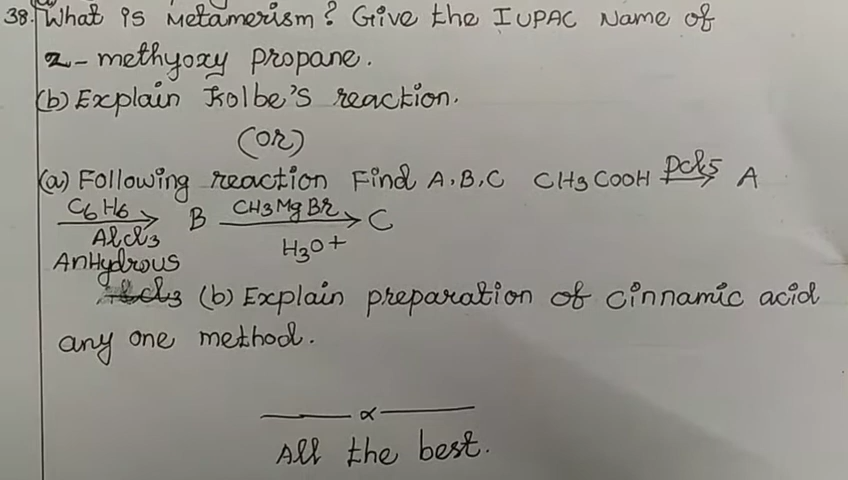 38. (a) What is Metamerism? Give the IUPAC Name of
2- methyoxy propane.
(b) Explain Kolbe's reaction.
(or)
(a) Following reaction Find A,B,C CH3COOH PCl5 → A
C6H6 → B CH3MgBr → C
AlCl3 H3O+
AnHydrous
(b) Explain preparation of cinnamic acid
any one method.
∝
All the best.